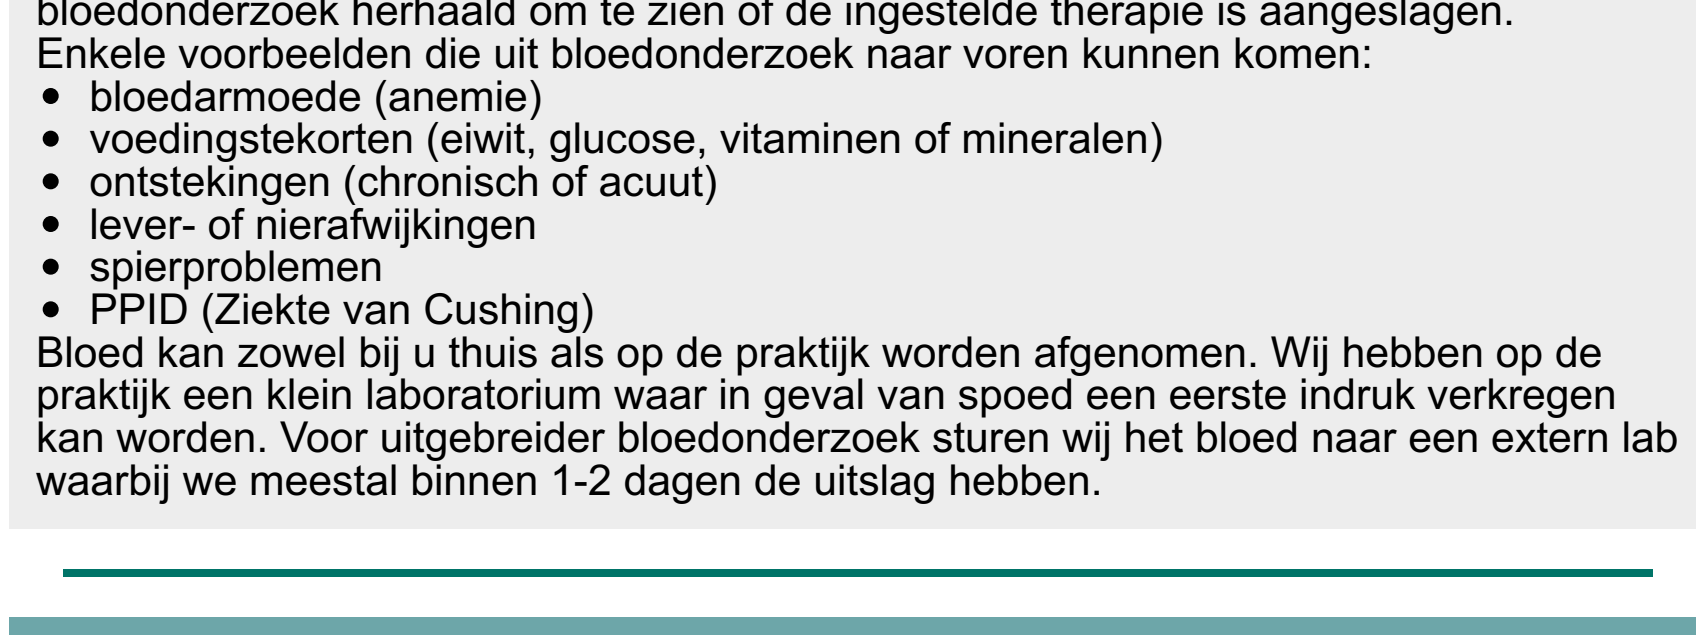 bloedonderzoek herhaald om te zien of de ingestelde therapie is aangeslagen.
Enkele voorbeelden die uit bloedonderzoek naar voren kunnen komen:
• bloedarmoede (anemie)
• voedingstekorten (eiwit, glucose, vitaminen of mineralen)
• ontstekingen (chronisch of acuut)
• lever- of nierafwijkingen
• spierproblemen
• PPID (Ziekte van Cushing)
Bloed kan zowel bij u thuis als op de praktijk worden afgenomen. Wij hebben op de
praktijk een klein laboratorium waar in geval van spoed een eerste indruk verkregen
kan worden. Voor uitgebreider bloedonderzoek sturen wij het bloed naar een extern lab
waarbij we meestal binnen 1-2 dagen de uitslag hebben.